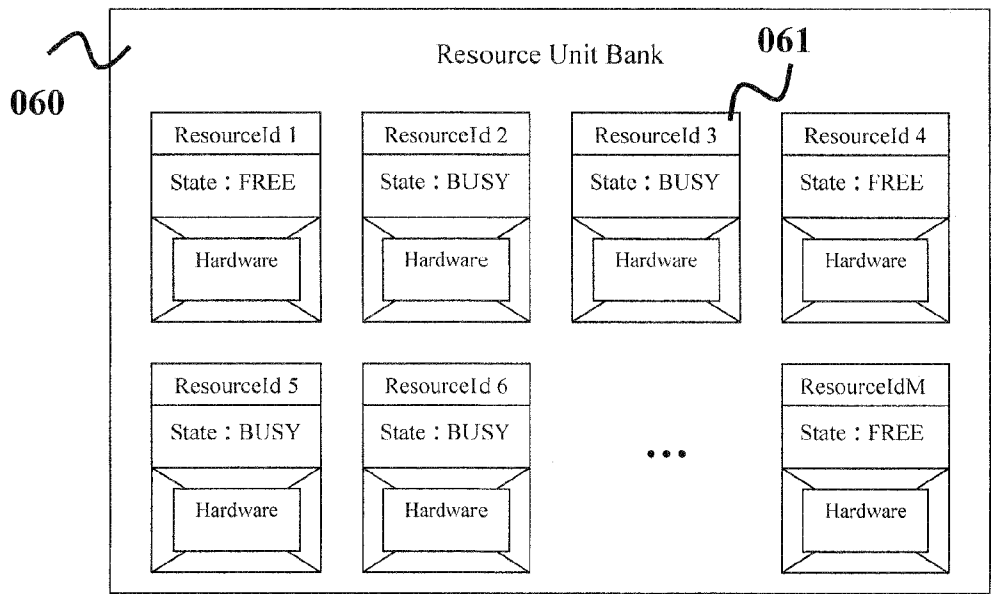 Resource Unit Bank
061
060
ResourceId 1
ResourceId 2
ResourceId 3
ResourceId 4
State : FREE
State : BUSY
State : BUSY
State : FREE
Hardware
Hardware
Hardware
Hardware
ResourceId 5
ResourceId 6
ResourceIdM
State : BUSY
State : BUSY
State : FREE
...
Hardware
Hardware
Hardware